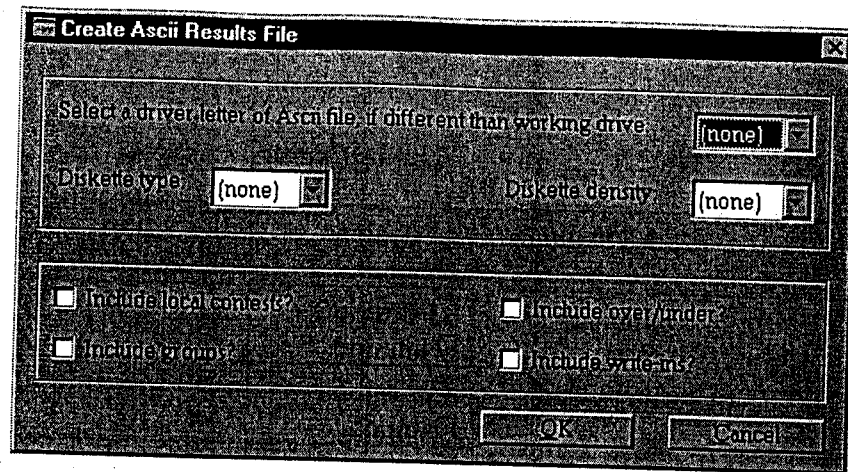 Create Ascii Results File
Select a driver letter of Ascii file, if different than working drive: (none)
Diskette type: (none) Diskette density: (none)
Include local contests? Include over/under?
Include groups? Include write-ins?
OK Cancel